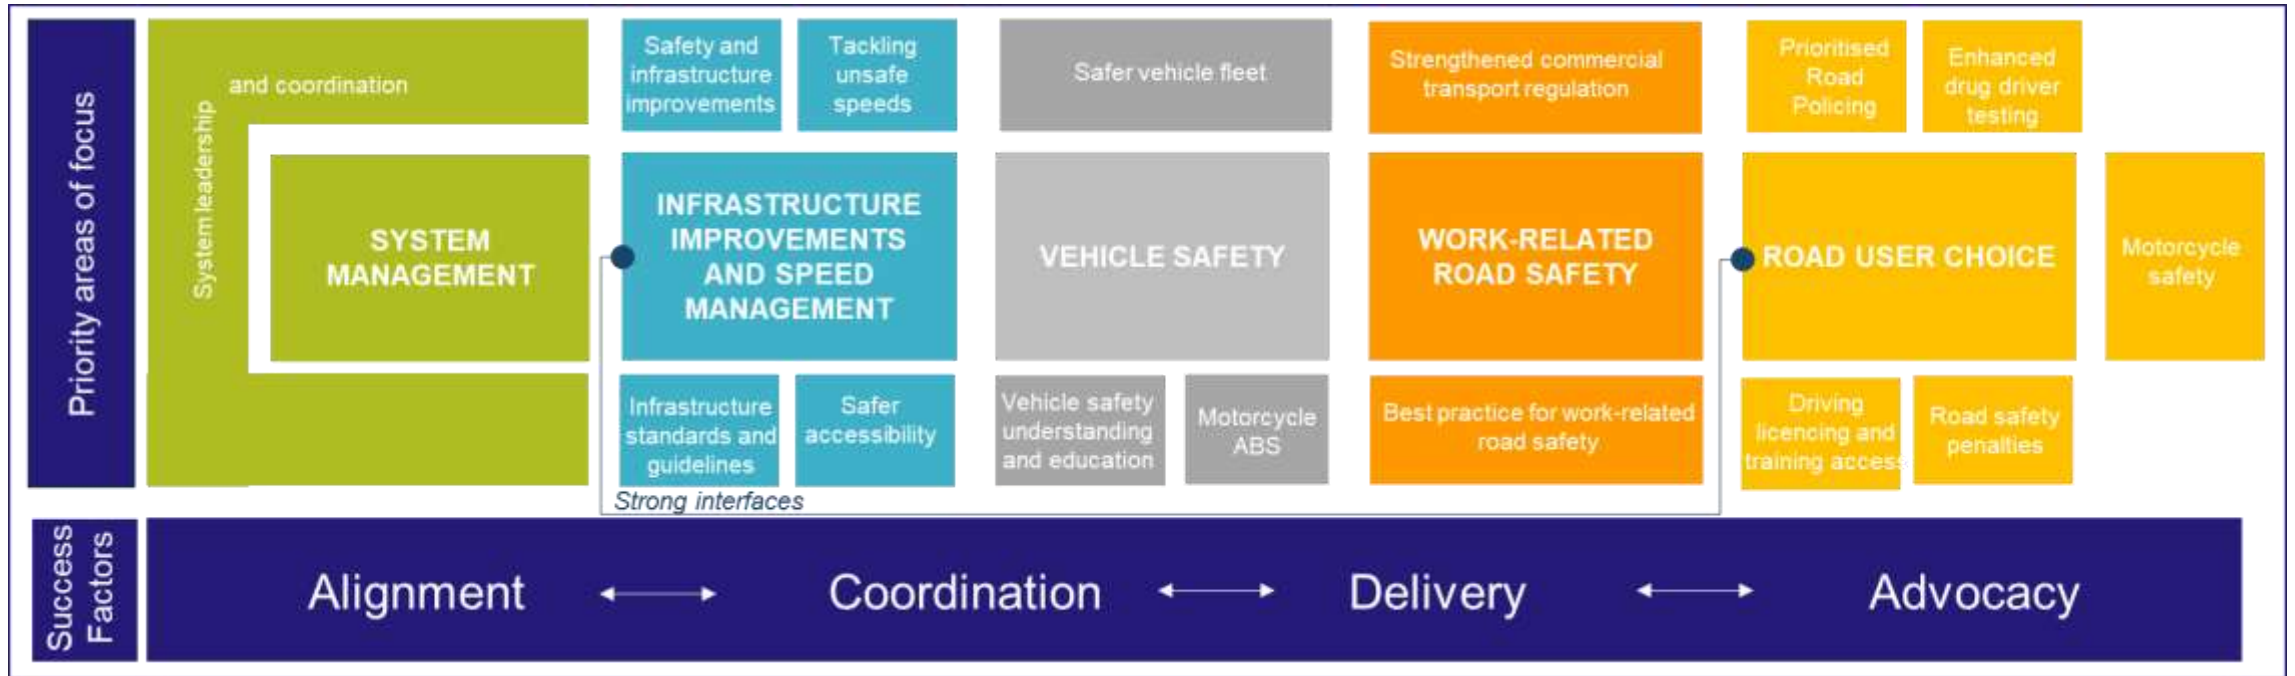 Priority areas of focus
System leadership
and coordination
SYSTEM
MANAGEMENT
Safety and
infrastructure
improvements
Tackling
unsafe
speeds
INFRASTRUCTURE
IMPROVEMENTS
AND SPEED
MANAGEMENT
Infrastructure
standards and
guidelines
Safer
accessibility
Safer vehicle fleet
VEHICLE SAFETY
Vehicle safety
understanding
and education
Motorcycle
ABS
Strengthened commercial
transport regulation
WORK-RELATED
ROAD SAFETY
Best practice for work-related
road safety
Prioritised
Road
Policing
Enhanced
drug driver
testing
ROAD USER CHOICE
Motorcycle
safety
Driving
licencing and
training access
Road safety
penalties
Strong interfaces
Success
Factors
Alignment
Coordination
Delivery
Advocacy